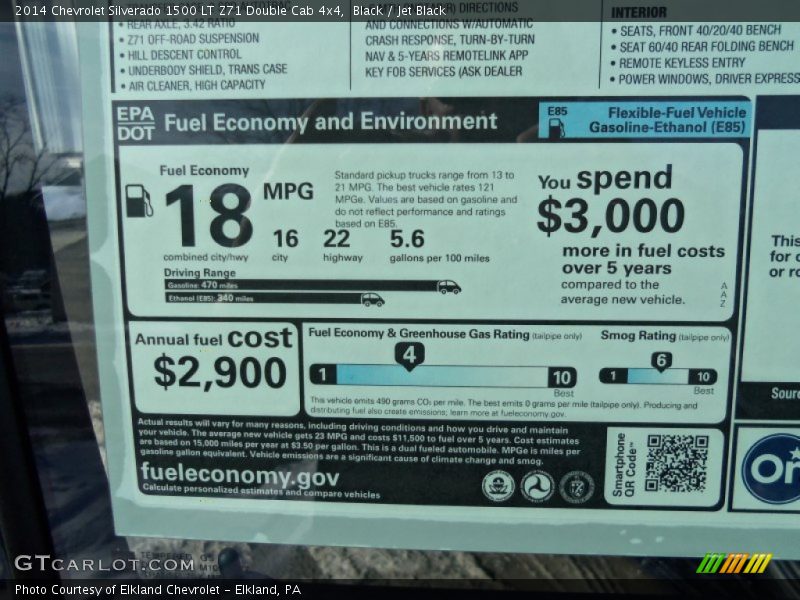 2014 Chevrolet Silverado 1500 LT Z71 Double Cab 4x4, Black / Jet Black
• REAR AXLE, 3.42 RATIO
• Z71 OFF-ROAD SUSPENSION
• HILL DESCENT CONTROL
• UNDERBODY SHIELD, TRANS CASE
• AIR CLEANER, HIGH CAPACITY
DIRECTIONS
AND CONNECTIONS W/AUTOMATIC
CRASH RESPONSE, TURN-BY-TURN
NAV & 5-YEARS REMOTELINK APP
KEY FOB SERVICES (ASK DEALER
INTERIOR
• SEATS, FRONT 40/20/40 BENCH
• SEAT 60/40 REAR FOLDING BENCH
• REMOTE KEYLESS ENTRY
• POWER WINDOWS, DRIVER EXPRESS
EPA
DOT
Fuel Economy and Environment
E85
Flexible-Fuel Vehicle
Gasoline-Ethanol (E85)
Fuel Economy
18 MPG
combined city/hwy
16
city
22
highway
5.6
gallons per 100 miles
Standard pickup trucks range from 13 to
21 MPG. The best vehicle rates 121
MPGe. Values are based on gasoline and
do not reflect performance and ratings
based on E85.
Driving Range
Gasoline: 470 miles
Ethanol (E85): 340 miles
You spend
$3,000
more in fuel costs
over 5 years
compared to the
average new vehicle.
A
A
Z
This
for c
or ro
Annual fuel cost
$2,900
Fuel Economy & Greenhouse Gas Rating (tailpipe only)
4
1
10
Best
This vehicle emits 490 grams CO₂ per mile. The best emits 0 grams per mile (tailpipe only). Producing and
distributing fuel also create emissions; learn more at fueleconomy.gov.
Smog Rating (tailpipe only)
6
1
10
Best
Sourc
Actual results will vary for many reasons, including driving conditions and how you drive and maintain
your vehicle. The average new vehicle gets 23 MPG and costs $11,500 to fuel over 5 years. Cost estimates
are based on 15,000 miles per year at $3.50 per gallon. This is a dual fueled automobile. MPGe is miles per
gasoline gallon equivalent. Vehicle emissions are a significant cause of climate change and smog.
fueleconomy.gov
Calculate personalized estimates and compare vehicles
Smartphone
QR Code™
On
TEMPERED
GTCARLOT.COM
Photo Courtesy of Elkland Chevrolet - Elkland, PA